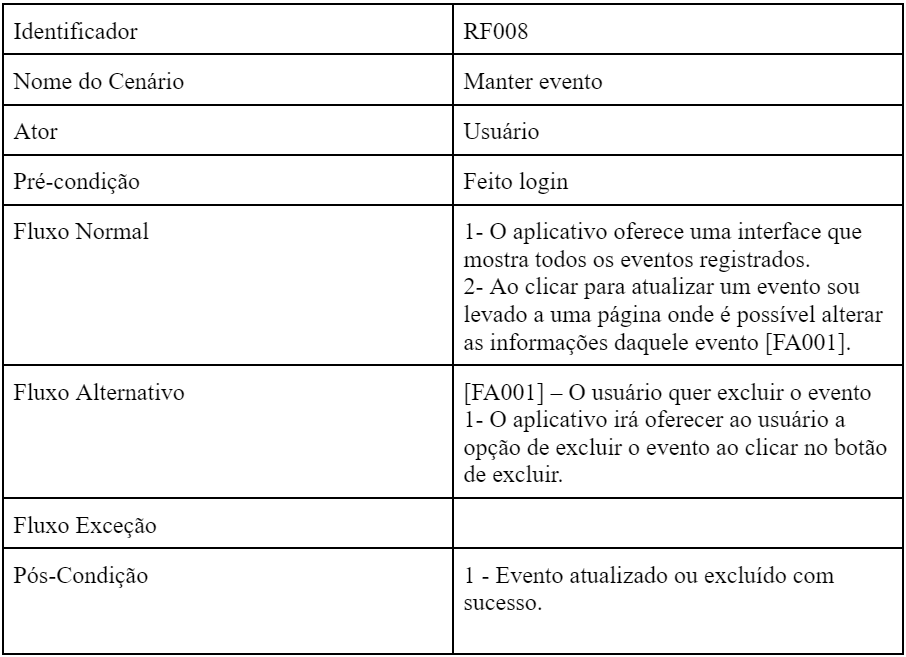 Identificador
RF008
Nome do Cenário
Manter evento
Ator
Usuário
Pré-condição
Feito login
Fluxo Normal
1- O aplicativo oferece uma interface que
mostra todos os eventos registrados.
2- Ao clicar para atualizar um evento sou
levado a uma página onde é possível alterar
as informações daquele evento [FA001].
Fluxo Alternativo
[FA001] – O usuário quer excluir o evento
1- O aplicativo irá oferecer ao usuário a
opção de excluir o evento ao clicar no botão
de excluir.
Fluxo Exceção
Pós-Condição
1 - Evento atualizado ou excluído com
sucesso.